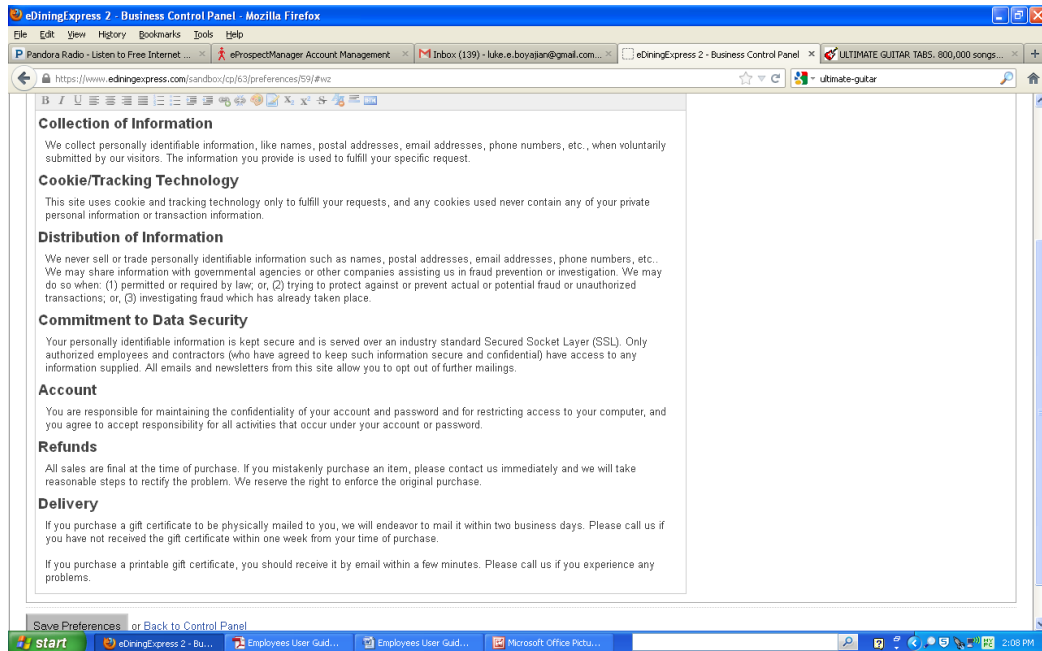 eDiningExpress 2 - Business Control Panel - Mozilla Firefox
File Edit View History Bookmarks Tools Help
Pandora Radio - Listen to Free Internet ... eProspectManager Account Management Inbox (139) - luke.e.boyajian@gmail.com... eDiningExpress 2 - Business Control Panel ULTIMATE GUITAR TABS. 800,000 songs...
https://www.ediningexpress.com/sandbox/cp/63/preferences/59/#wz ultimate-guitar
Collection of Information
We collect personally identifiable information, like names, postal addresses, email addresses, phone numbers, etc., when voluntarily
submitted by our visitors. The information you provide is used to fulfill your specific request.
Cookie/Tracking Technology
This site uses cookie and tracking technology only to fulfill your requests, and any cookies used never contain any of your private
personal information or transaction information.
Distribution of Information
We never sell or trade personally identifiable information such as names, postal addresses, email addresses, phone numbers, etc..
We may share information with governmental agencies or other companies assisting us in fraud prevention or investigation. We may
do so when: (1) permitted or required by law; or, (2) trying to protect against or prevent actual or potential fraud or unauthorized
transactions; or, (3) investigating fraud which has already taken place.
Commitment to Data Security
Your personally identifiable information is kept secure and is served over an industry standard Secured Socket Layer (SSL). Only
authorized employees and contractors (who have agreed to keep such information secure and confidential) have access to any
information supplied. All emails and newsletters from this site allow you to opt out of further mailings.
Account
You are responsible for maintaining the confidentiality of your account and password and for restricting access to your computer, and
you agree to accept responsibility for all activities that occur under your account or password.
Refunds
All sales are final at the time of purchase. If you mistakenly purchase an item, please contact us immediately and we will take
reasonable steps to rectify the problem. We reserve the right to enforce the original purchase.
Delivery
If you purchase a gift certificate to be physically mailed to you, we will endeavor to mail it within two business days. Please call us if
you have not received the gift certificate within one week from your time of purchase.
If you purchase a printable gift certificate, you should receive it by email within a few minutes. Please call us if you experience any
problems.
Save Preferences or Back to Control Panel
start eDiningExpress 2 - Bu... Employees User Guid... Employees User Guid... Microsoft Office Pictu... 2:08 PM